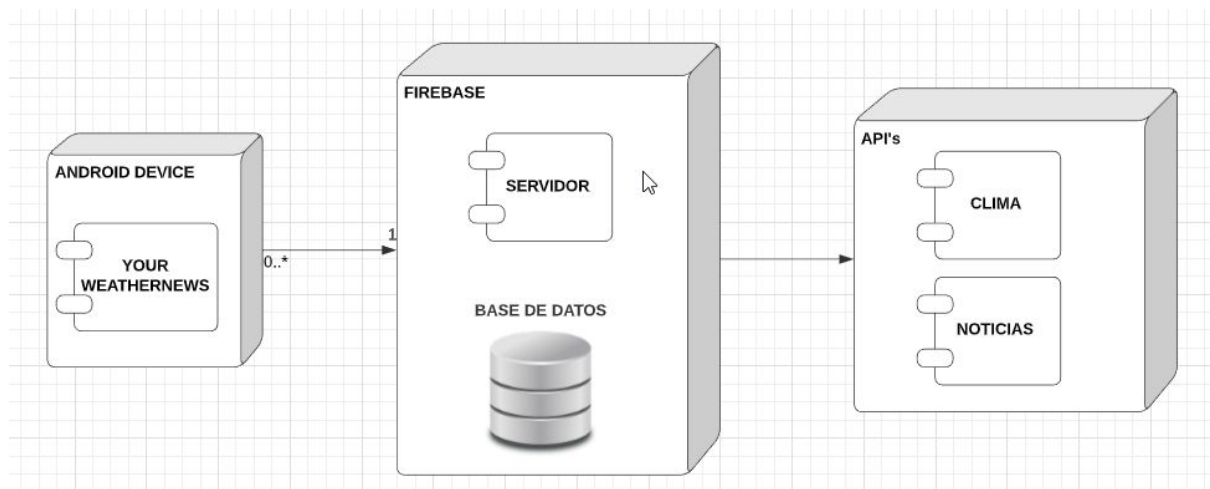 ANDROID DEVICE
YOUR
WEATHERNEWS
0..*
1
FIREBASE
SERVIDOR
BASE DE DATOS
API's
CLIMA
NOTICIAS